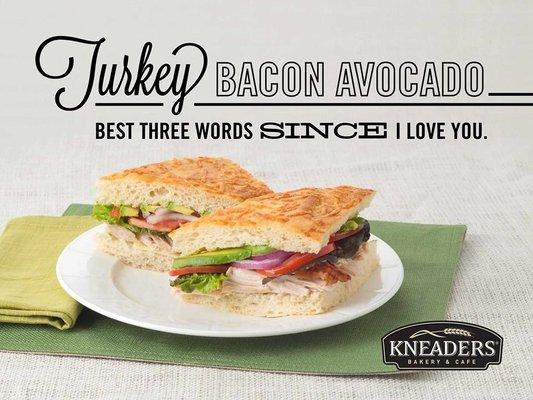 Turkey BACON AVOCADO
BEST THREE WORDS SINCE I LOVE YOU.
KNEADERS®
BAKERY & CAFE